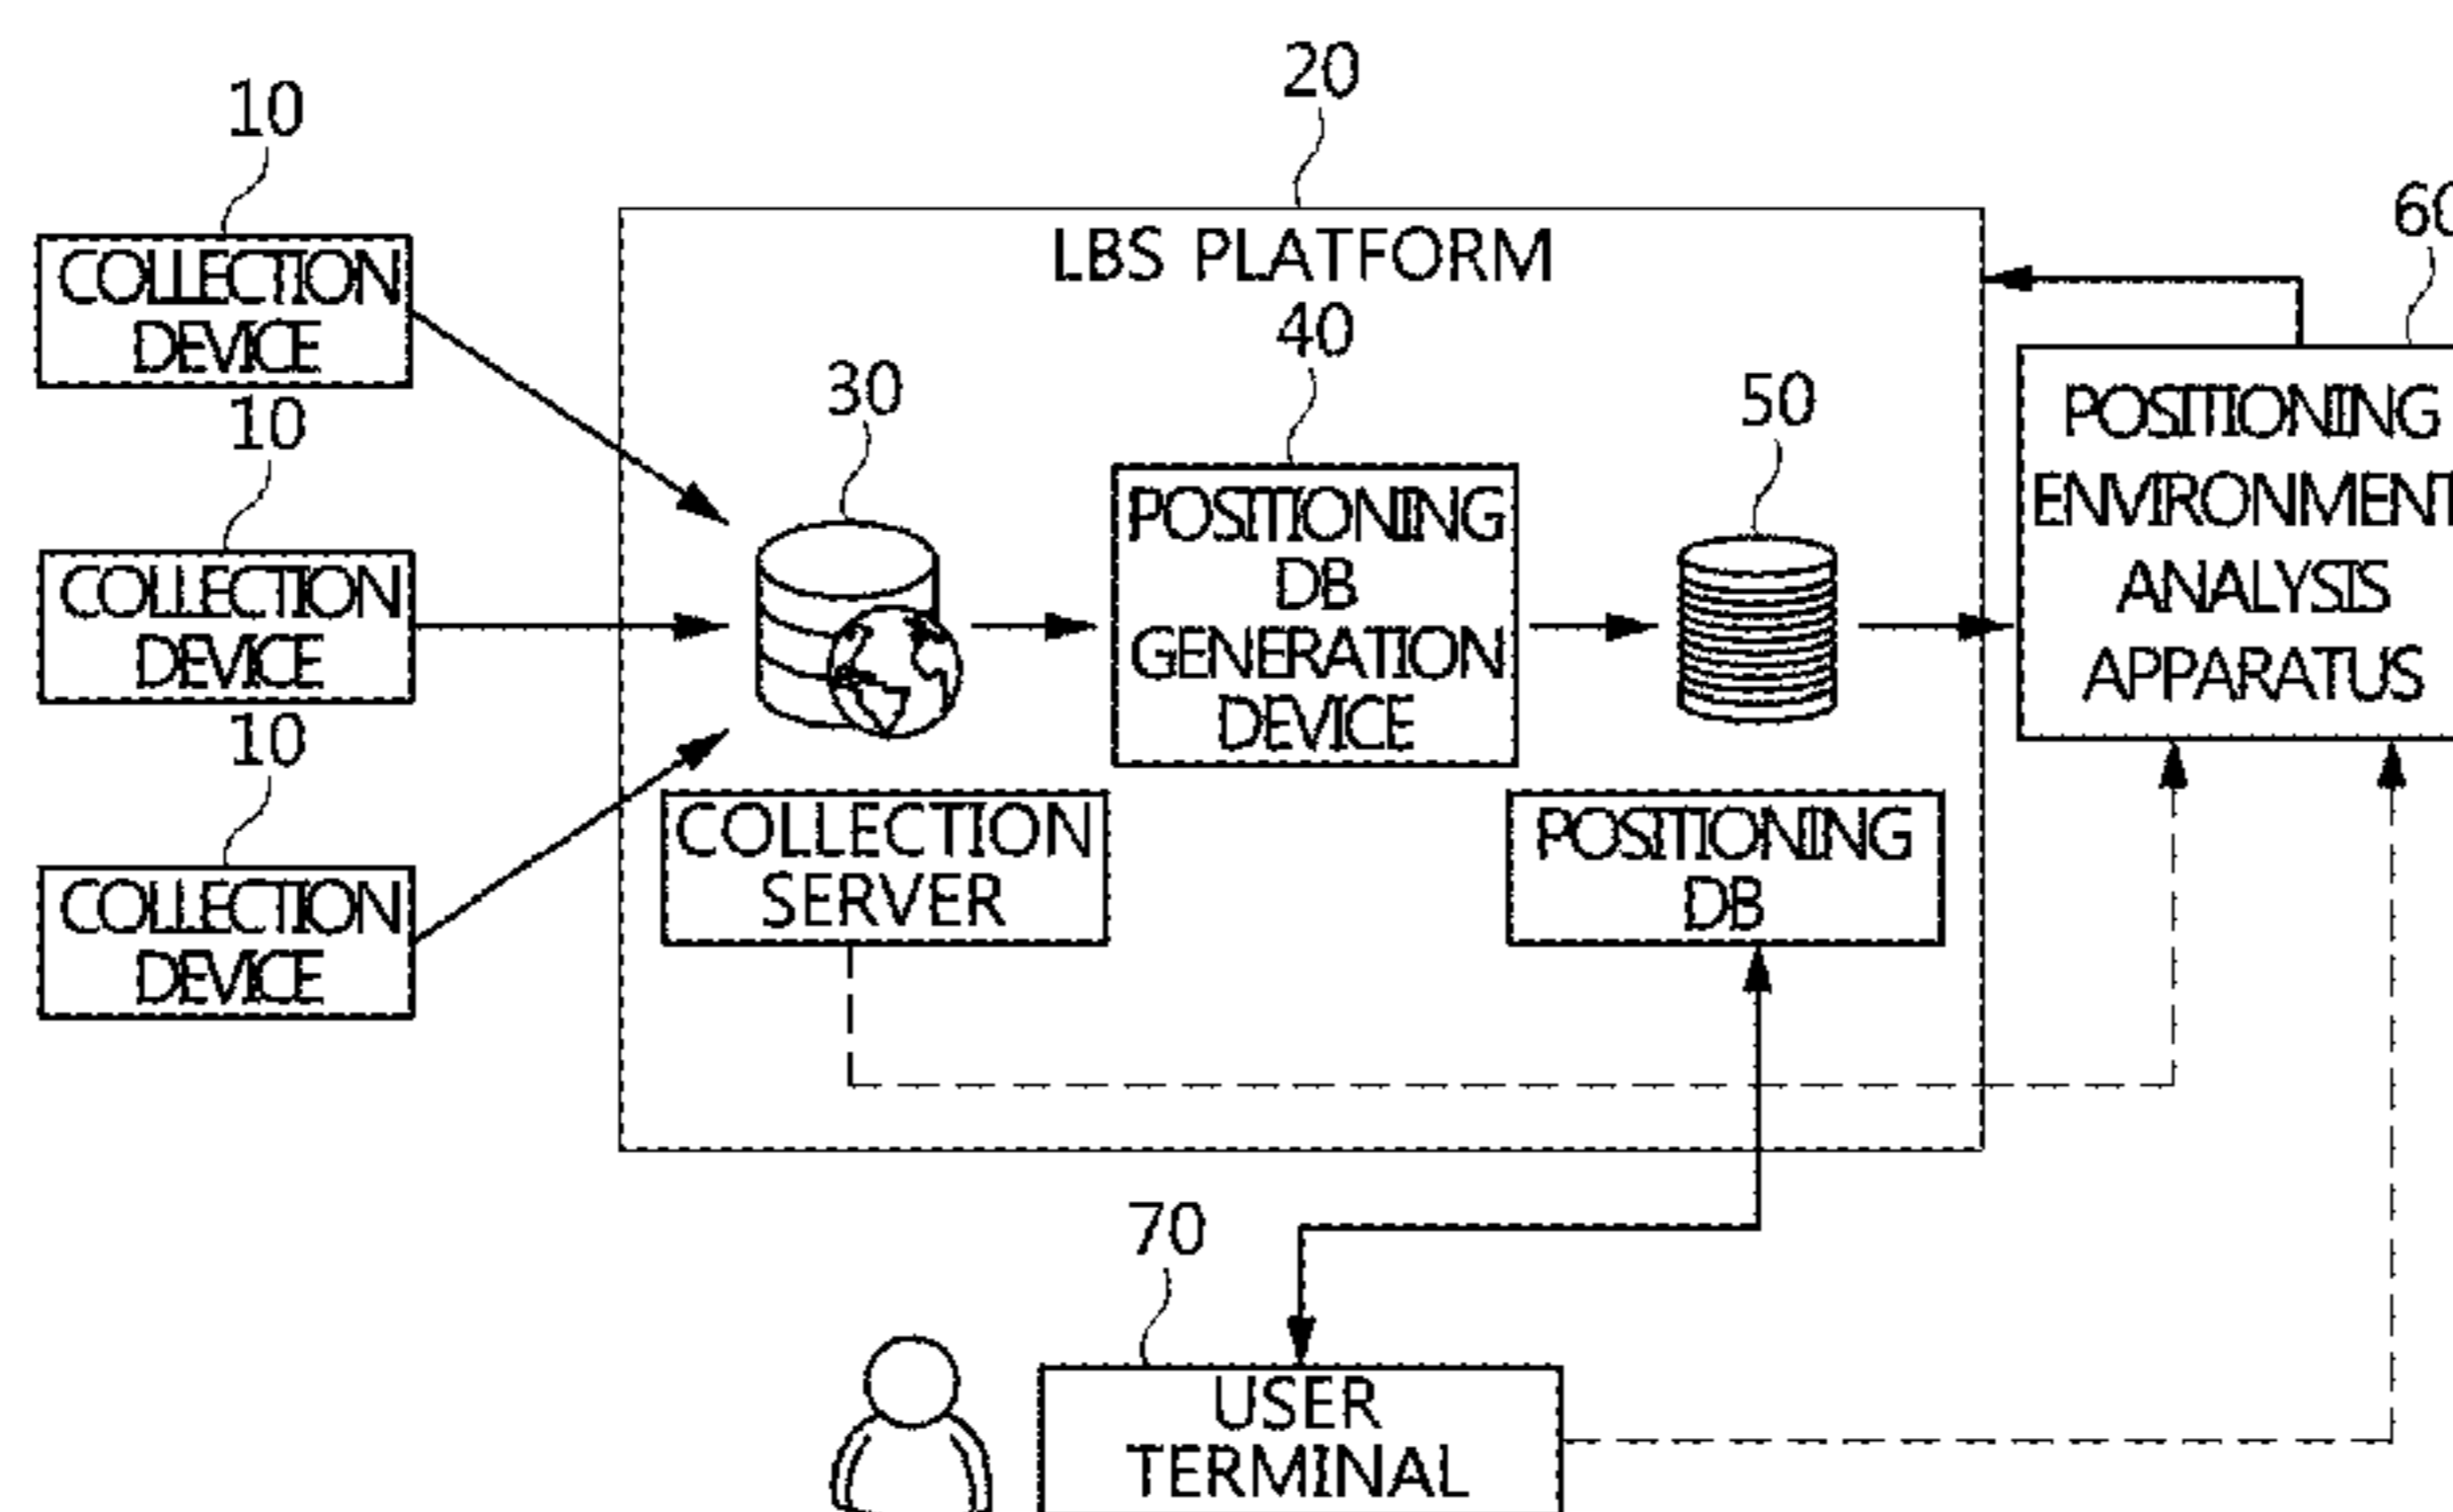 20
10
LBS PLATFORM
COLLECTION
DEVICE
40
30
50
60
10
POSITIONING
ENVIRONMENT
ANALYSIS
APPARATUS
POSITIONING
DB
GENERATION
DEVICE
COLLECTION
DEVICE
10
COLLECTION
SERVER
POSITIONING
DB
COLLECTION
DEVICE
70
USER
TERMINAL